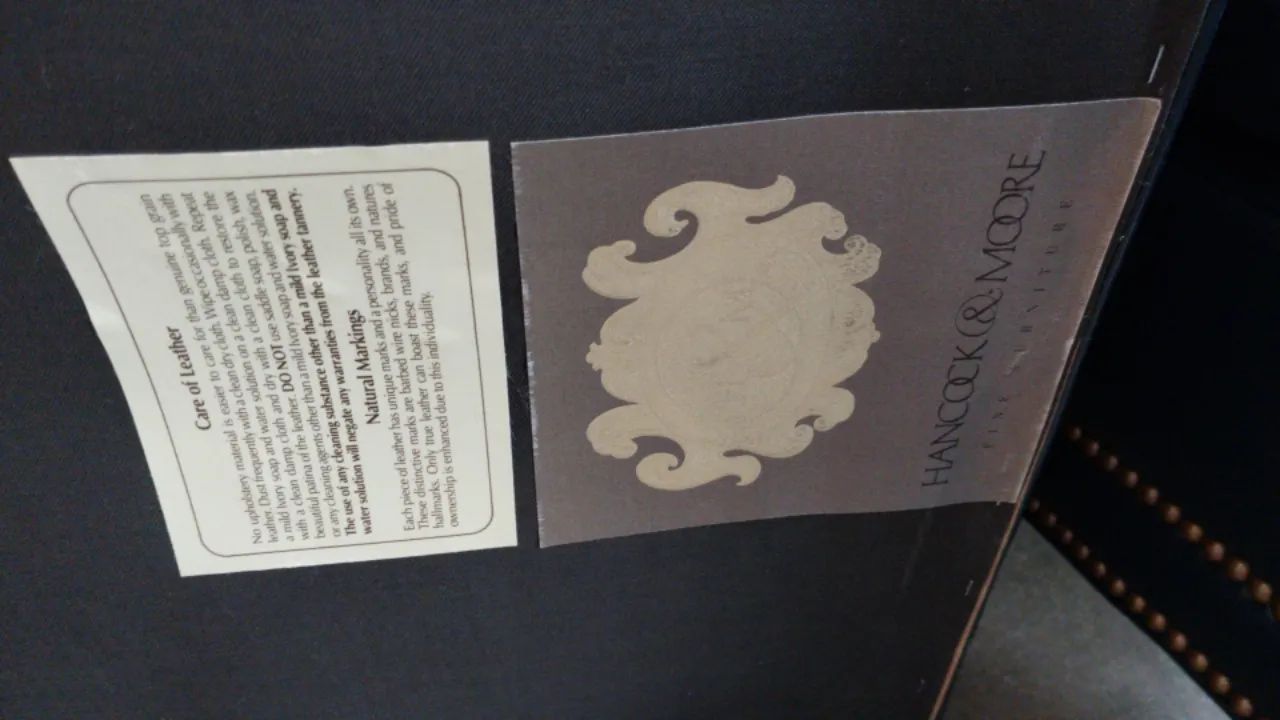 Care of Leather
No upholstery material is easier to care for than genuine top grain
leather. Dust frequently with a clean dry cloth. Wipe occasionally with
a mild Ivory soap and water solution on a clean damp cloth. Repeat
with a clean damp cloth and dry with a clean cloth to restore the
beautiful patina of the leather. DO NOT use saddle soap, polish, wax
or any cleaning agents other than a mild Ivory soap and water solution.
The use of any cleaning substance other than a mild Ivory soap and
water solution will negate any warranties from the leather tannery.
Natural Markings
Each piece of leather has unique marks and a personality all its own.
These distinctive marks are barbed wire nicks, brands, and natures
hallmarks. Only true leather can boast these marks, and pride of
ownership is enhanced due to this individuality.
HANCOCK & MOORE
FINE FURNITURE